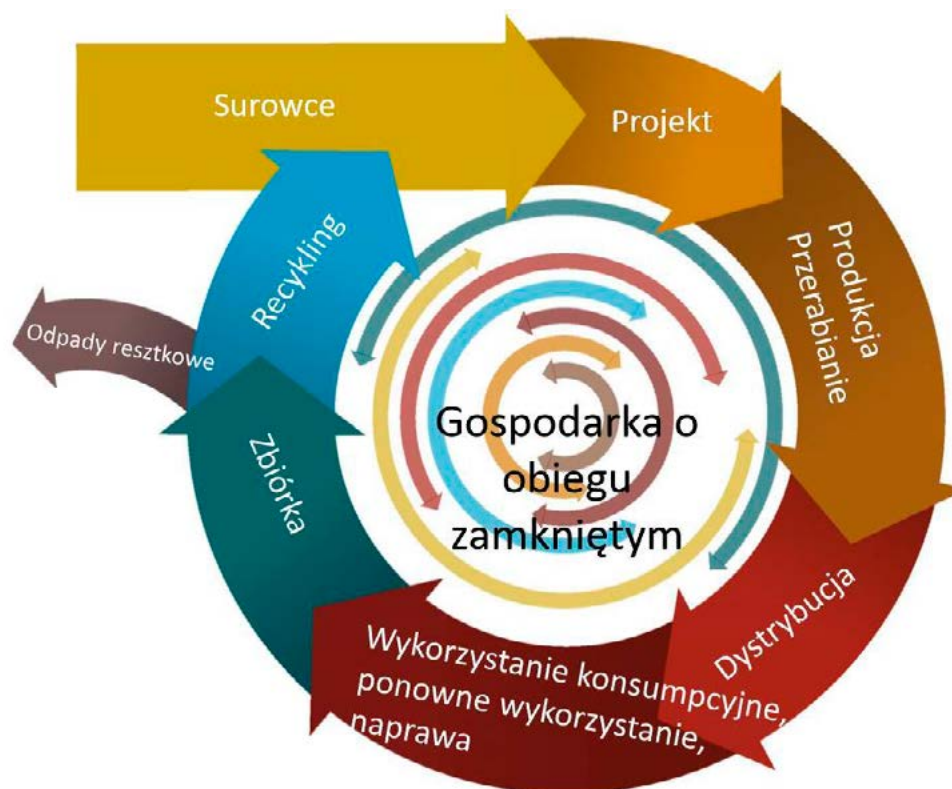 Surowce
Projekt
Produkcja
Przerabianie
Dystrybucja
Wykorzystanie konsumpcyjne,
ponowne wykorzystanie,
naprawa
Zbiórka
Recykling
Odpady resztkowe
Gospodarka o
obiegu
zamkniętym